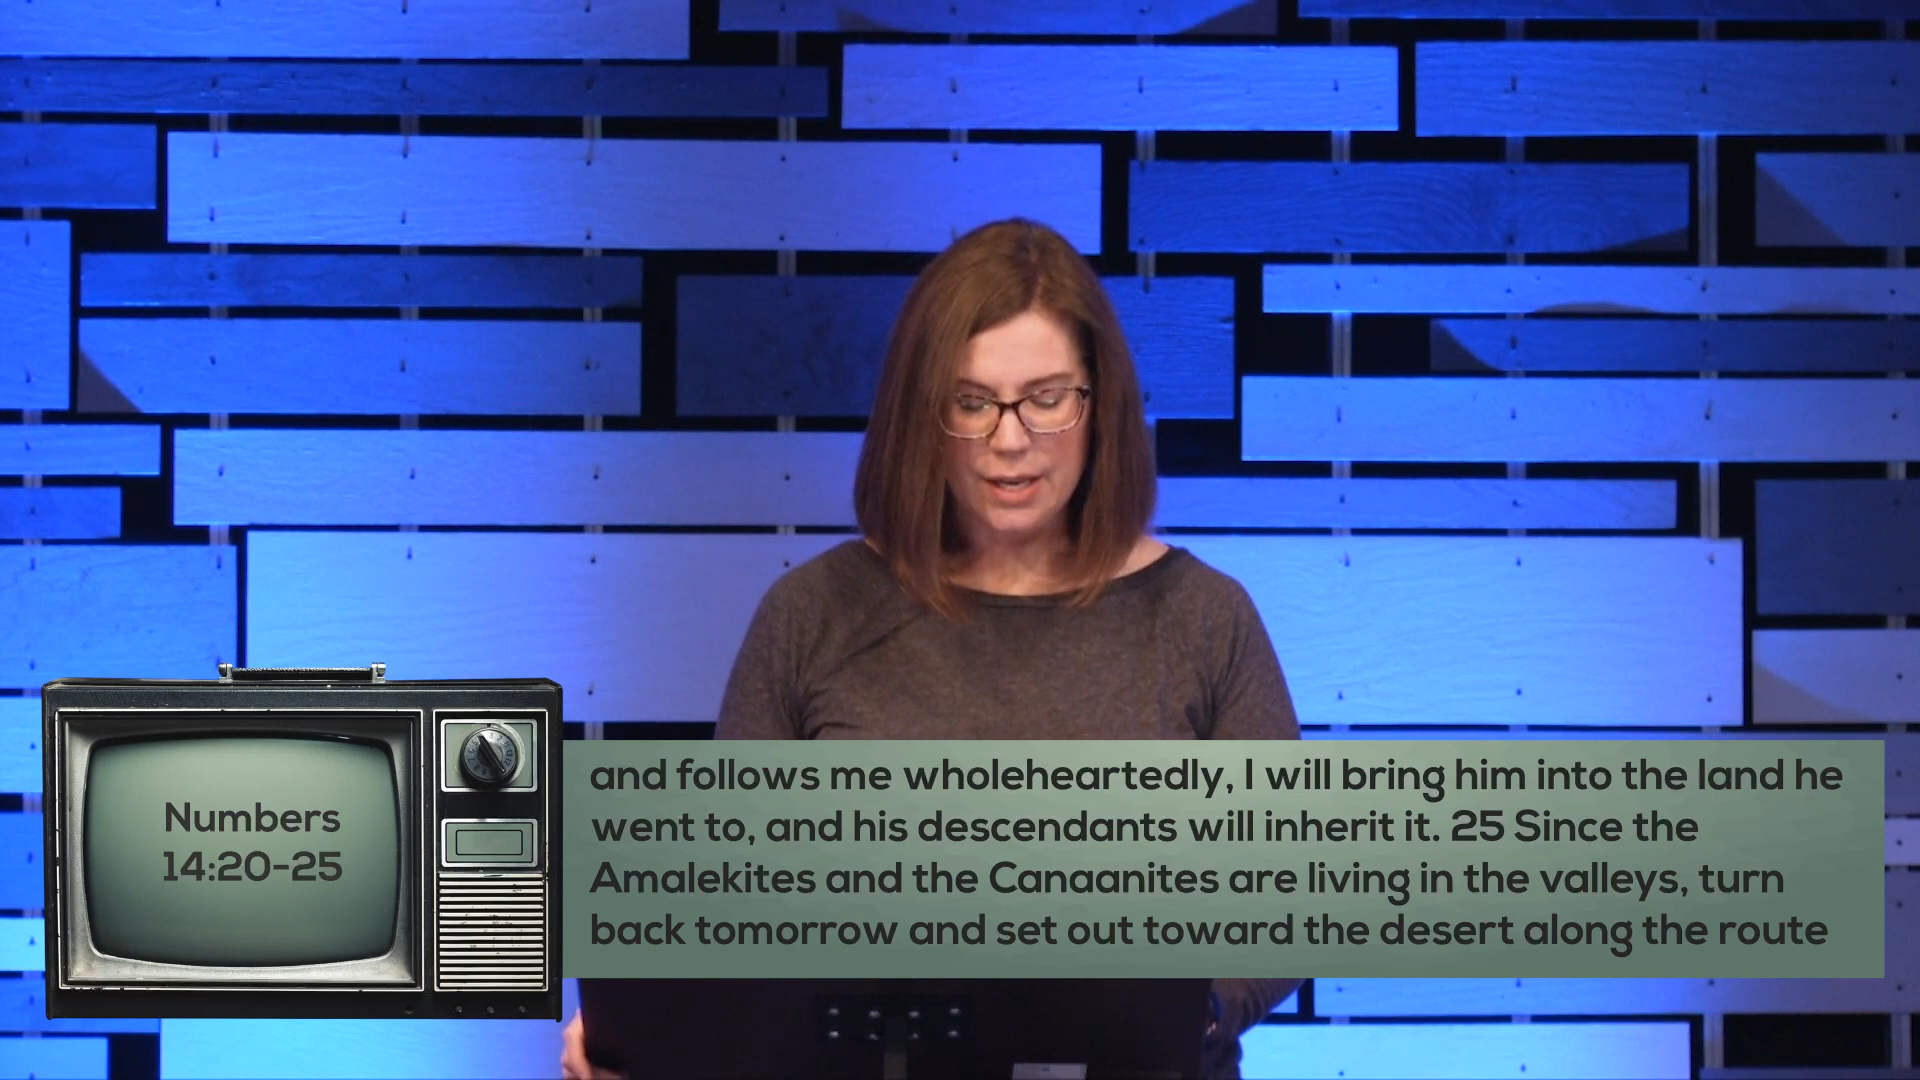 Numbers
14:20-25
and follows me wholeheartedly, I will bring him into the land he
went to, and his descendants will inherit it. 25 Since the
Amalekites and the Canaanites are living in the valleys, turn
back tomorrow and set out toward the desert along the route